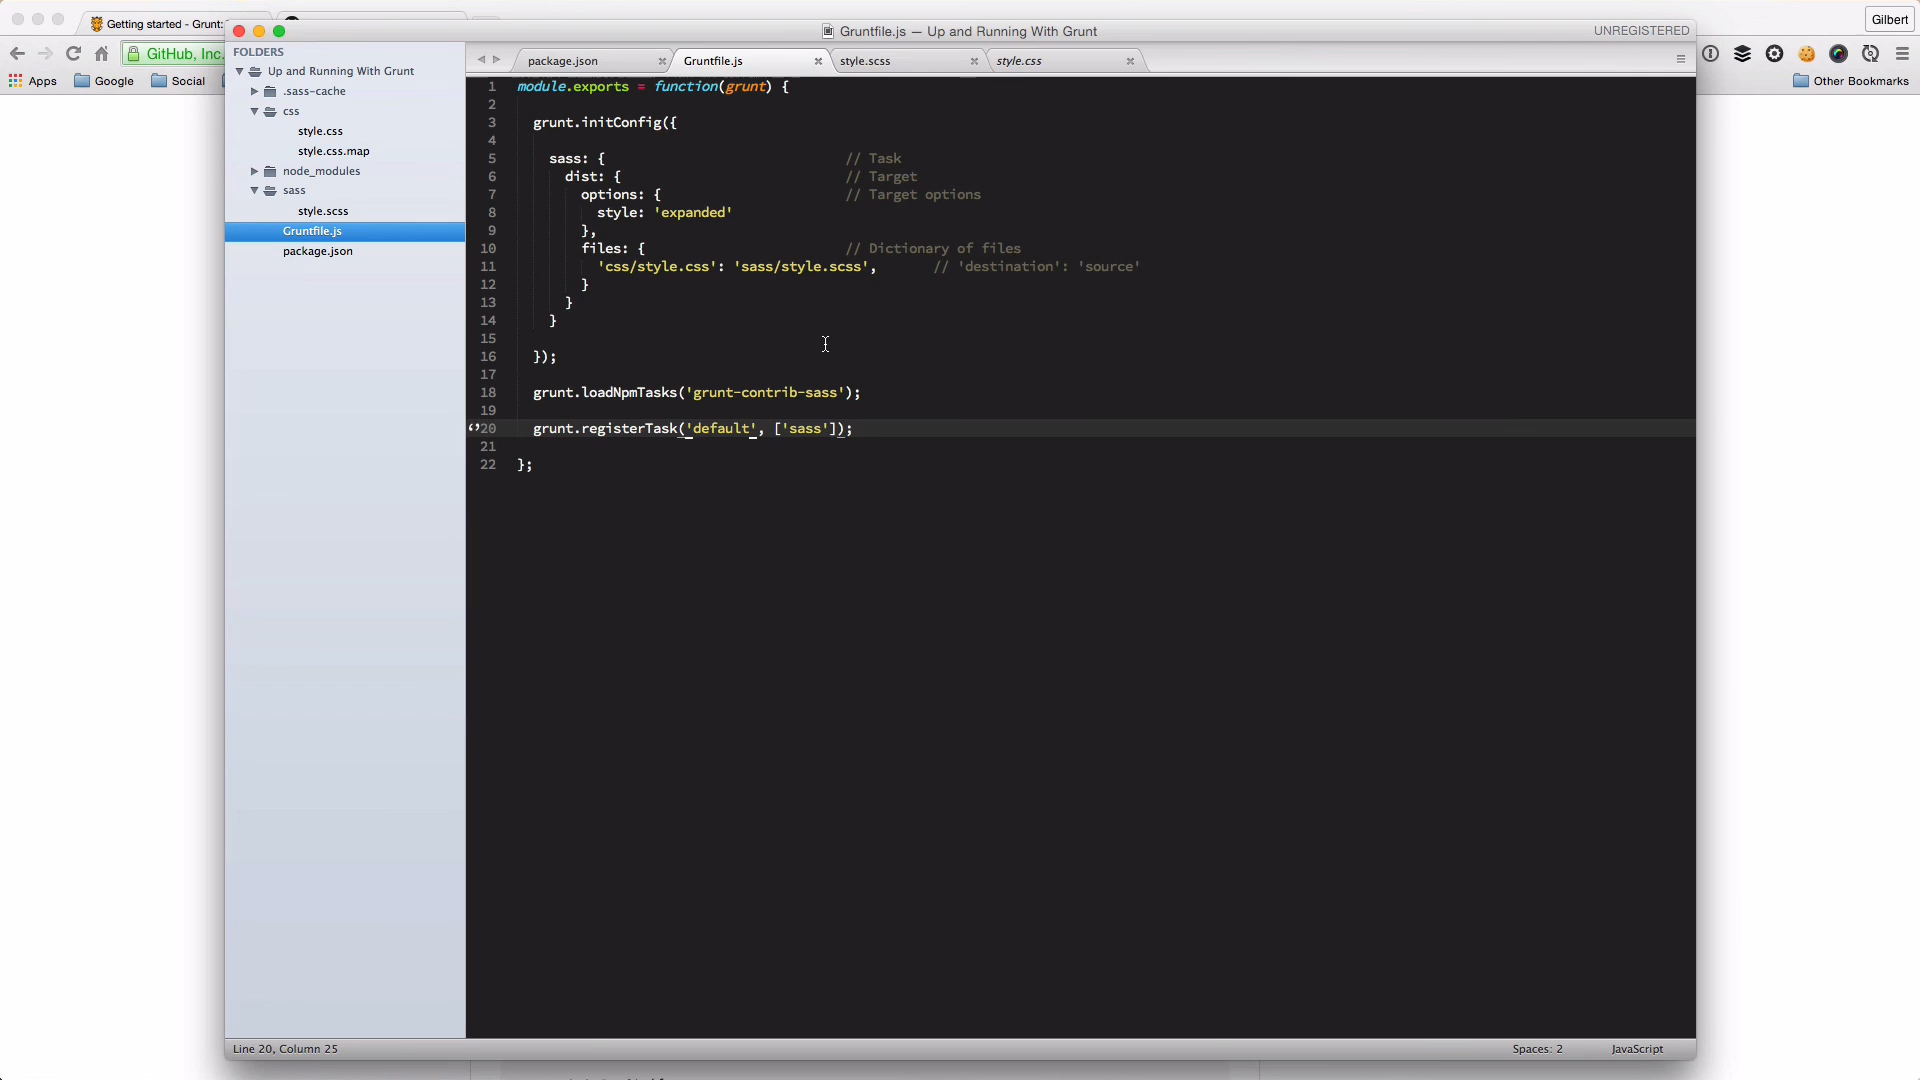 Getting started - Grunt:
Gilbert
Gruntfile.js — Up and Running With Grunt
UNREGISTERED
GitHub, Inc.
Apps
Google
Social
Other Bookmarks
FOLDERS
Up and Running With Grunt
.sass-cache
css
style.css
style.css.map
node_modules
sass
style.scss
Gruntfile.js
package.json
package.json
Gruntfile.js
style.scss
style.css
1 module.exports = function(grunt) {
2
3 grunt.initConfig({
4
5 sass: { // Task
6 dist: { // Target
7 options: { // Target options
8 style: 'expanded'
9 },
10 files: { // Dictionary of files
11 'css/style.css': 'sass/style.scss', // 'destination': 'source'
12 }
13 }
14 }
15
16 });
17
18 grunt.loadNpmTasks('grunt-contrib-sass');
19
20 grunt.registerTask('default', ['sass']);
21
22 };
Line 20, Column 25
Spaces: 2
JavaScript